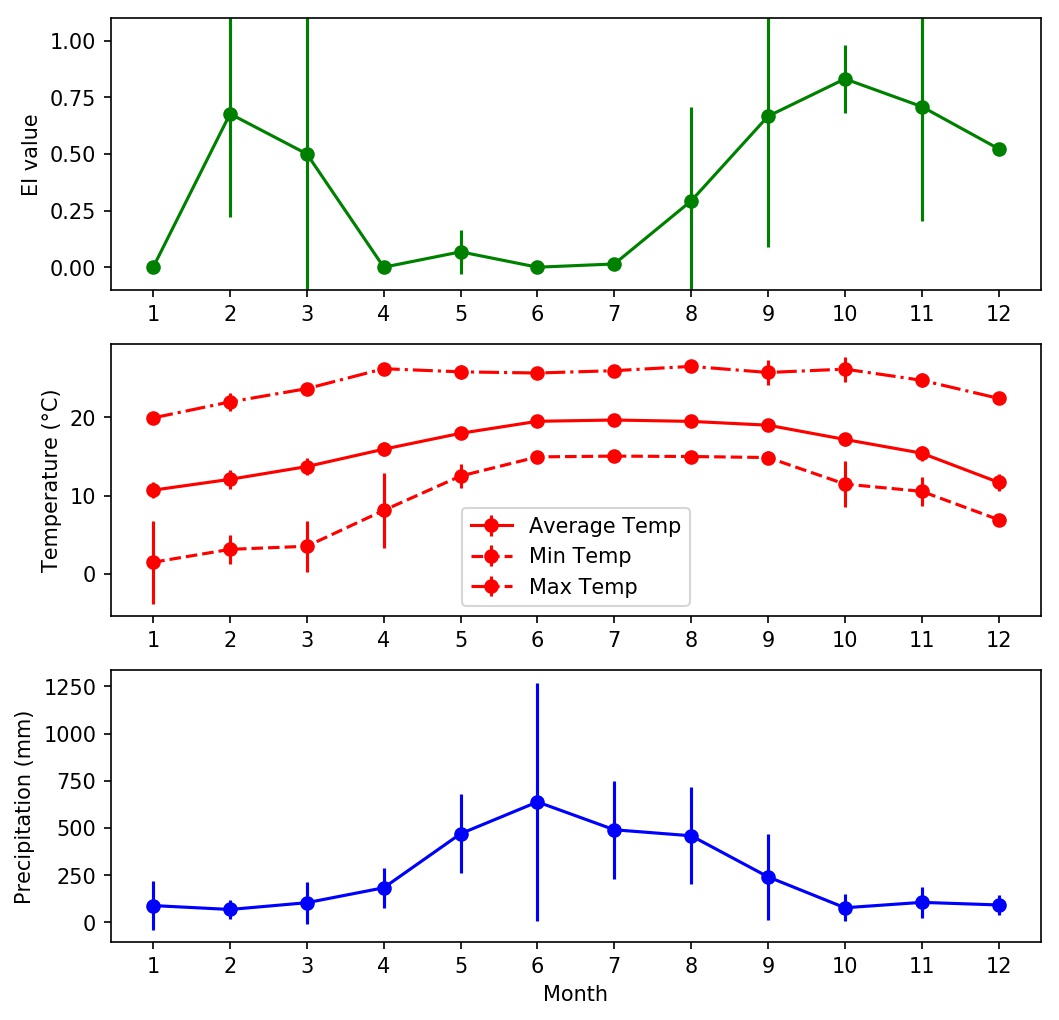 EI value
1.00
0.75
0.50
0.25
0.00
1 2 3 4 5 6 7 8 9 10 11 12
Temperature (°C)
20
10
0
Average Temp
Min Temp
Max Temp
1 2 3 4 5 6 7 8 9 10 11 12
Precipitation (mm)
1250
1000
750
500
250
0
1 2 3 4 5 6 7 8 9 10 11 12
Month